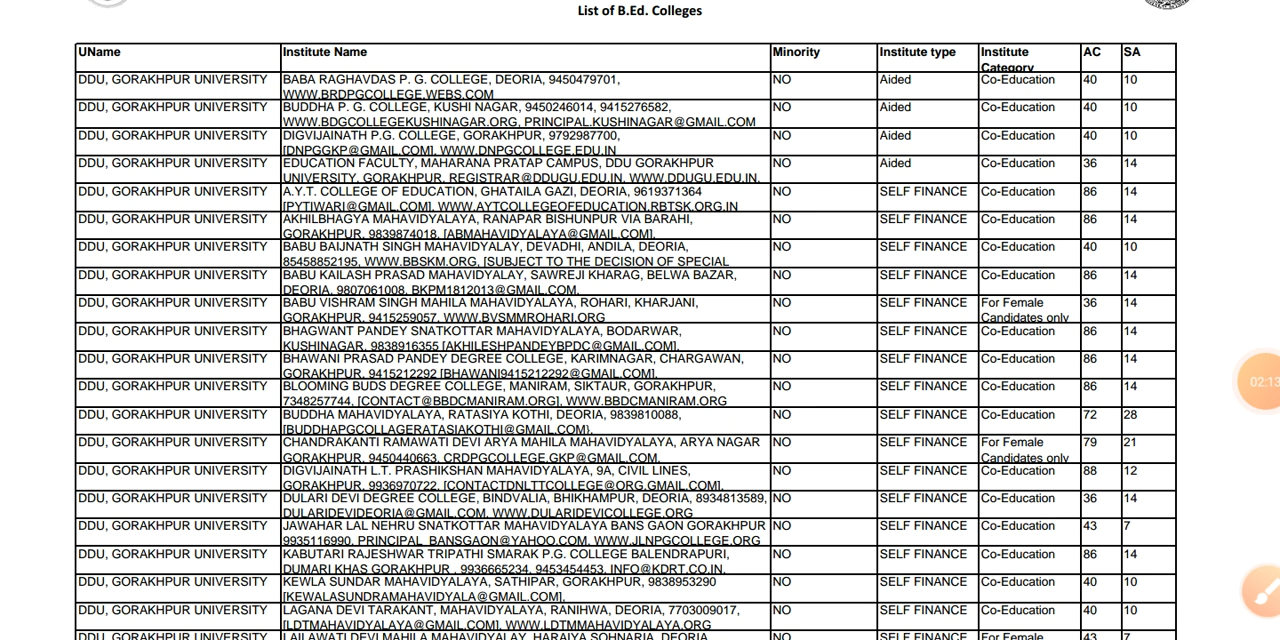 List of B.Ed. Colleges
UName Institute Name Minority Institute type Institute AC SA
Category
DDU, GORAKHPUR UNIVERSITY BABA RAGHAVDAS P. G. COLLEGE, DEORIA, 9450479701, NO Aided Co-Education 40 10
WWW.BRDPGCOLLEGE.WEBS.COM
DDU, GORAKHPUR UNIVERSITY BUDDHA P. G. COLLEGE, KUSHI NAGAR, 9450246014, 9415276582, NO Aided Co-Education 40 10
WWW.BDGCOLLEGEKUSHINAGAR.ORG, PRINCIPAL.KUSHINAGAR@GMAIL.COM
DDU, GORAKHPUR UNIVERSITY DIGVIJAINATH P.G. COLLEGE, GORAKHPUR, 9792987700, NO Aided Co-Education 40 10
[DNPGGKP@GMAIL.COM], WWW.DNPGCOLLEGE.EDU.IN
DDU, GORAKHPUR UNIVERSITY EDUCATION FACULTY, MAHARANA PRATAP CAMPUS, DDU GORAKHPUR NO Aided Co-Education 36 14
UNIVERSITY, GORAKHPUR, REGISTRAR@DDUGU.EDU.IN, WWW.DDUGU.EDU.IN,
DDU, GORAKHPUR UNIVERSITY A.Y.T. COLLEGE OF EDUCATION, GHATAILA GAZI, DEORIA, 9619371364 NO SELF FINANCE Co-Education 86 14
[PYTIWARI@GMAIL.COM], WWW.AYTCOLLEGEOFEDUCATION.RBTSK.ORG.IN
DDU, GORAKHPUR UNIVERSITY AKHILBHAGYA MAHAVIDYALAYA, RANAPAR BISHUNPUR VIA BARAHI, NO SELF FINANCE Co-Education 86 14
GORAKHPUR, 9839874018, [ABMAHAVIDYALAYA@GMAIL.COM],
DDU, GORAKHPUR UNIVERSITY BABU BAIJNATH SINGH MAHAVIDYALAY, DEVADHI, ANDILA, DEORIA, NO SELF FINANCE Co-Education 40 10
85458852195, WWW.BBSKM.ORG, [SUBJECT TO THE DECISION OF SPECIAL
DDU, GORAKHPUR UNIVERSITY BABU KAILASH PRASAD MAHAVIDYALAY, SAWREJI KHARAG, BELWA BAZAR, NO SELF FINANCE Co-Education 86 14
DEORIA, 9807061008, BKPM1812013@GMAIL.COM,
DDU, GORAKHPUR UNIVERSITY BABU VISHRAM SINGH MAHILA MAHAVIDYALAYA, ROHARI, KHARJANI, NO SELF FINANCE For Female 36 14
GORAKHPUR, 9415259057, WWW.BVSMMROHARI.ORG Candidates only
DDU, GORAKHPUR UNIVERSITY BHAGWANT PANDEY SNATKOTTAR MAHAVIDYALAYA, BODARWAR, NO SELF FINANCE Co-Education 86 14
KUSHINAGAR, 9838916355 [AKHILESHPANDEYBPDC@GMAIL.COM],
DDU, GORAKHPUR UNIVERSITY BHAWANI PRASAD PANDEY DEGREE COLLEGE, KARIMNAGAR, CHARGAWAN, NO SELF FINANCE Co-Education 86 14
GORAKHPUR, 9415212292 [BHAWANI9415212292@GMAIL.COM],
DDU, GORAKHPUR UNIVERSITY BLOOMING BUDS DEGREE COLLEGE, MANIRAM, SIKTAUR, GORAKHPUR, NO SELF FINANCE Co-Education 86 14
7348257744, [CONTACT@BBDCMANIRAM.ORG], WWW.BBDCMANIRAM.ORG
DDU, GORAKHPUR UNIVERSITY BUDDHA MAHAVIDYALAYA, RATASIYA KOTHI, DEORIA, 9839810088, NO SELF FINANCE Co-Education 72 28
[BUDDHAPGCOLLAGERATASIAKOTHI@GMAIL.COM},
DDU, GORAKHPUR UNIVERSITY CHANDRAKANTI RAMAWATI DEVI ARYA MAHILA MAHAVIDYALAYA, ARYA NAGAR NO SELF FINANCE For Female 79 21
GORAKHPUR, 9450440663, CRDPGCOLLEGE.GKP@GMAIL.COM, Candidates only
DDU, GORAKHPUR UNIVERSITY DIGVIJAINATH L.T. PRASHIKSHAN MAHAVIDYALAYA, 9A, CIVIL LINES, NO SELF FINANCE Co-Education 88 12
GORAKHPUR, 9936970722, [CONTACTDNLTTCOLLEGE@ORG.GMAIL.COM],
DDU, GORAKHPUR UNIVERSITY DULARI DEVI DEGREE COLLEGE, BINDVALIA, BHIKHAMPUR, DEORIA, 8934813589, NO SELF FINANCE Co-Education 36 14
DULARIDEVIDEORIA@GMAIL.COM, WWW.DULARIDEVICOLLEGE.ORG
DDU, GORAKHPUR UNIVERSITY JAWAHAR LAL NEHRU SNATKOTTAR MAHAVIDYALAYA BANS GAON GORAKHPUR NO SELF FINANCE Co-Education 43 7
9935116990, PRINCIPAL_BANSGAON@YAHOO.COM, WWW.JLNPGCOLLEGE.ORG
DDU, GORAKHPUR UNIVERSITY KABUTARI RAJESHWAR TRIPATHI SMARAK P.G. COLLEGE BALENDRAPURI, NO SELF FINANCE Co-Education 86 14
DUMARI KHAS GORAKHPUR , 9936665234, 9453454453, INFO@KDRT.CO.IN,
DDU, GORAKHPUR UNIVERSITY KEWLA SUNDAR MAHAVIDYALAYA, SATHIPAR, GORAKHPUR, 9838953290 NO SELF FINANCE Co-Education 40 10
[KEWALASUNDRAMAHAVIDYALA@GMAIL.COM],
DDU, GORAKHPUR UNIVERSITY LAGANA DEVI TARAKANT, MAHAVIDYALAYA, RANIHWA, DEORIA, 7703009017, NO SELF FINANCE Co-Education 40 10
[LDTMAHAVIDYALAYA@GMAIL.COM], WWW.LDTMMAHAVIDYALAYA.ORG
DDU, GORAKHPUR UNIVERSITY LAILAWATI DEVI MAHILA MAHAVIDYALAY, HARAIYA SOHNARIA, DEORIA, NO SELF FINANCE For Female 43 7
02:13